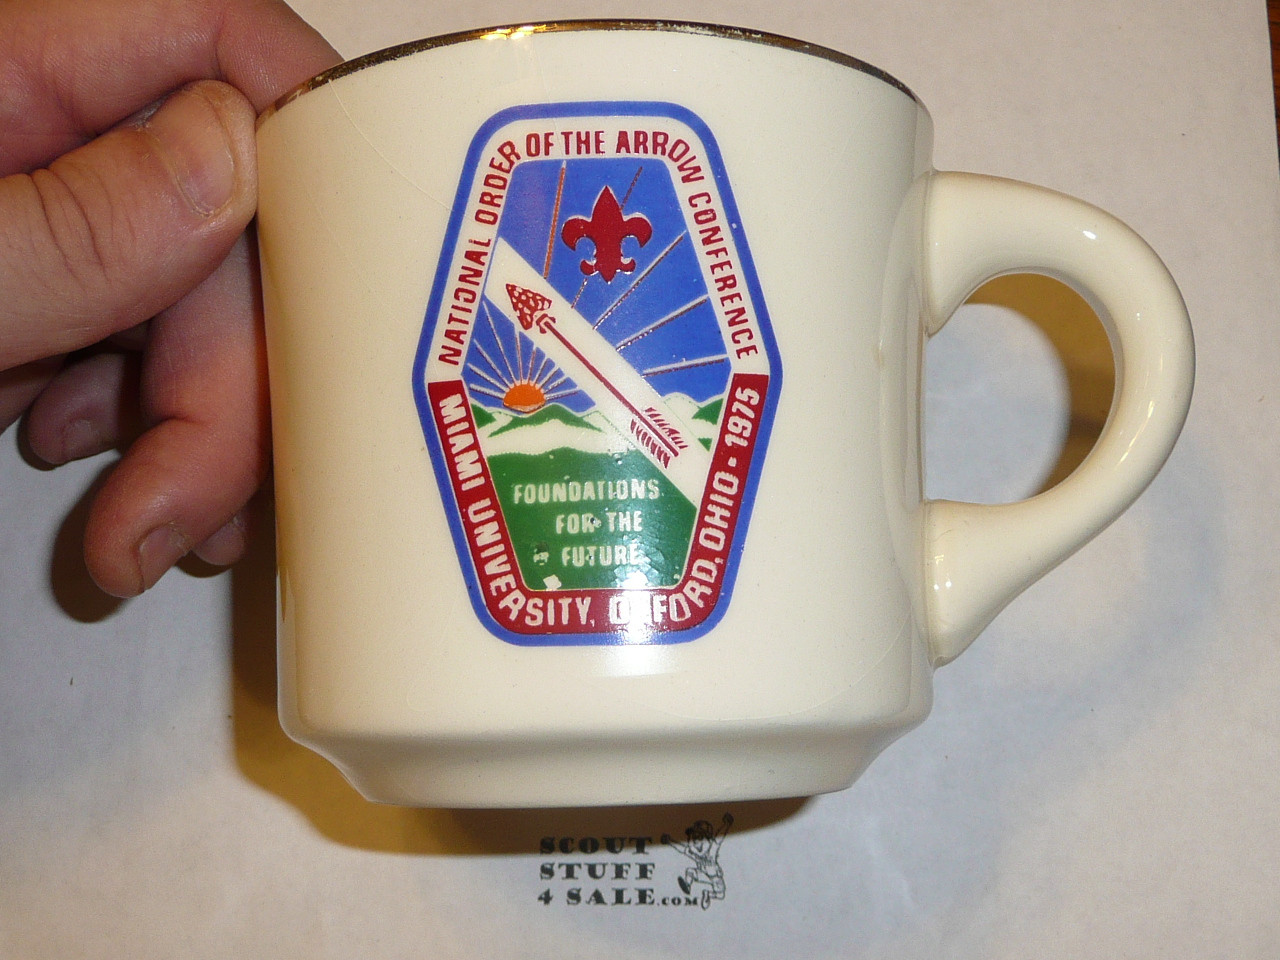 NATIONAL ORDER OF THE ARROW CONFERENCE
FOUNDATIONS
FOR THE
FUTURE
MIAMI UNIVERSITY, OXFORD, OHIO • 1975
SCOUT
STUFF
4 SALE.COM